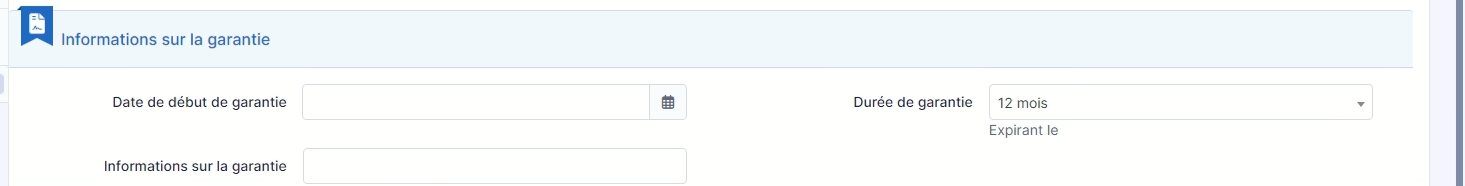 Informations sur la garantie
Date de début de garantie
Durée de garantie
12 mois
Expirant le
Informations sur la garantie